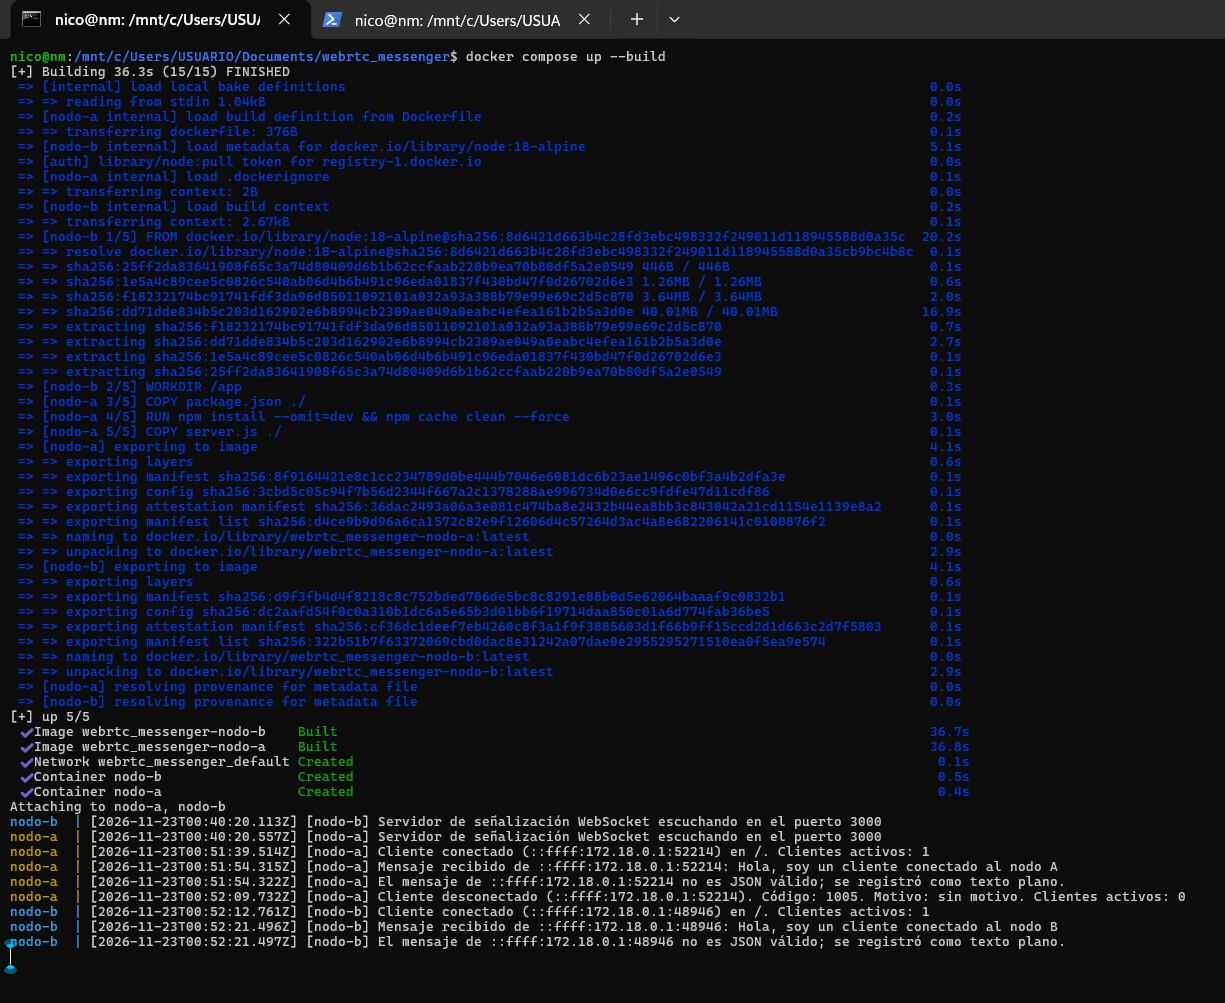 nico@nm: /mnt/c/Users/USUA
nico@nm: /mnt/c/Users/USUA
nico@nm:/mnt/c/Users/USUARIO/Documents/webrtc_messenger$ docker compose up --build
[+] Building 36.3s (15/15) FINISHED
=> [internal] load local bake definitions 0.0s
=> => reading from stdin 1.04kB 0.0s
=> [nodo-a internal] load build definition from Dockerfile 0.2s
=> => transferring dockerfile: 376B 0.1s
=> [nodo-b internal] load metadata for docker.io/library/node:18-alpine 5.1s
=> [auth] library/node:pull token for registry-1.docker.io 0.0s
=> [nodo-a internal] load .dockerignore 0.1s
=> => transferring context: 2B 0.0s
=> [nodo-b internal] load build context 0.2s
=> => transferring context: 2.67kB 0.1s
=> [nodo-b 1/5] FROM docker.io/library/node:18-alpine@sha256:8d6421d663b4c28fd3ebc498332f249011d118945588d0a35c 20.2s
=> => resolve docker.io/library/node:18-alpine@sha256:8d6421d663b4c28fd3ebc498332f249011d118945588d0a35cb9bc4b8c 0.1s
=> => sha256:25ff2da83641908f65c3a74d80409d6b1b62ccfaab220b9ea70b80df5a2e0549 446B / 446B 0.1s
=> => sha256:1e5a4c89cee5c0826c540ab06d4b6b491c96eda01837f430bd47f0d26702d6e3 1.26MB / 1.26MB 0.6s
=> => sha256:f18232174bc91741fdf3da96d85011092101a032a93a388b79e99e69c2d5c870 3.64MB / 3.64MB 2.0s
=> => sha256:dd71dde834b5c203d162902e6b8994cb2309ae049a0eabc4efea161b2b5a3d0e 40.01MB / 40.01MB 16.9s
=> => extracting sha256:f18232174bc91741fdf3da96d85011092101a032a93a388b79e99e69c2d5c870 0.7s
=> => extracting sha256:dd71dde834b5c203d162902e6b8994cb2309ae049a0eabc4efea161b2b5a3d0e 2.7s
=> => extracting sha256:1e5a4c89cee5c0826c540ab06d4b6b491c96eda01837f430bd47f0d26702d6e3 0.1s
=> => extracting sha256:25ff2da83641908f65c3a74d80409d6b1b62ccfaab220b9ea70b80df5a2e0549 0.1s
=> [nodo-b 2/5] WORKDIR /app 0.3s
=> [nodo-a 3/5] COPY package.json ./ 0.1s
=> [nodo-a 4/5] RUN npm install --omit=dev && npm cache clean --force 3.0s
=> [nodo-a 5/5] COPY server.js ./ 0.1s
=> [nodo-a] exporting to image 4.1s
=> => exporting layers 0.6s
=> => exporting manifest sha256:8f9164421e8c1cc234789d0be444b7046e6081dc6b23ae1496c0bf3a4b2dfa3e 0.1s
=> => exporting config sha256:3cbd5c05c94f7b56d2344f667a2c1378288ae996734d0e6cc9fdfe47d11cdf86 0.1s
=> => exporting attestation manifest sha256:36dac2493a06a3e081c474ba8e2432b44ea8bb3c843042a21cd1154e1139e8a2 0.1s
=> => exporting manifest list sha256:d4ce9b9d96a6ca1572c82e9f12606d4c57264d3ac4a8e682206141c0100876f2 0.1s
=> => naming to docker.io/library/webrtc_messenger-nodo-a:latest 0.0s
=> => unpacking to docker.io/library/webrtc_messenger-nodo-a:latest 2.9s
=> [nodo-b] exporting to image 4.1s
=> => exporting layers 0.6s
=> => exporting manifest sha256:d9f3fb4d4f8218c8c752bded706de5bc8c8291e88b0d5e62064baaaf9c0832b1 0.1s
=> => exporting config sha256:dc2aafd54f0c0a310b1dc6a5e65b3d01bb6f19714daa850c01a6d774fab36be5 0.1s
=> => exporting attestation manifest sha256:cf36dc1deef7eb4260c8f3a1f9f3885603d1f66b9ff15ccd2d1d663c2d7f5803 0.1s
=> => exporting manifest list sha256:322b51b7f63372069cbd0dac8e31242a07dae0e2955295271510ea0f5ea9e574 0.1s
=> => naming to docker.io/library/webrtc_messenger-nodo-b:latest 0.0s
=> => unpacking to docker.io/library/webrtc_messenger-nodo-b:latest 2.9s
=> [nodo-a] resolving provenance for metadata file 0.0s
=> [nodo-b] resolving provenance for metadata file 0.0s
[+] up 5/5
✔Image webrtc_messenger-nodo-b Built 36.7s
✔Image webrtc_messenger-nodo-a Built 36.8s
✔Network webrtc_messenger_default Created 0.1s
✔Container nodo-b Created 0.5s
✔Container nodo-a Created 0.4s
Attaching to nodo-a, nodo-b
nodo-b | [2026-11-23T00:40:20.113Z] [nodo-b] Servidor de señalización WebSocket escuchando en el puerto 3000
nodo-a | [2026-11-23T00:40:20.557Z] [nodo-a] Servidor de señalización WebSocket escuchando en el puerto 3000
nodo-a | [2026-11-23T00:51:39.514Z] [nodo-a] Cliente conectado (::ffff:172.18.0.1:52214) en /. Clientes activos: 1
nodo-a | [2026-11-23T00:51:54.315Z] [nodo-a] Mensaje recibido de ::ffff:172.18.0.1:52214: Hola, soy un cliente conectado al nodo A
nodo-a | [2026-11-23T00:51:54.322Z] [nodo-a] El mensaje de ::ffff:172.18.0.1:52214 no es JSON válido; se registró como texto plano.
nodo-a | [2026-11-23T00:52:09.732Z] [nodo-a] Cliente desconectado (::ffff:172.18.0.1:52214). Código: 1005. Motivo: sin motivo. Clientes activos: 0
nodo-b | [2026-11-23T00:52:12.761Z] [nodo-b] Cliente conectado (::ffff:172.18.0.1:48946) en /. Clientes activos: 1
nodo-b | [2026-11-23T00:52:21.496Z] [nodo-b] Mensaje recibido de ::ffff:172.18.0.1:48946: Hola, soy un cliente conectado al nodo B
nodo-b | [2026-11-23T00:52:21.497Z] [nodo-b] El mensaje de ::ffff:172.18.0.1:48946 no es JSON válido; se registró como texto plano.